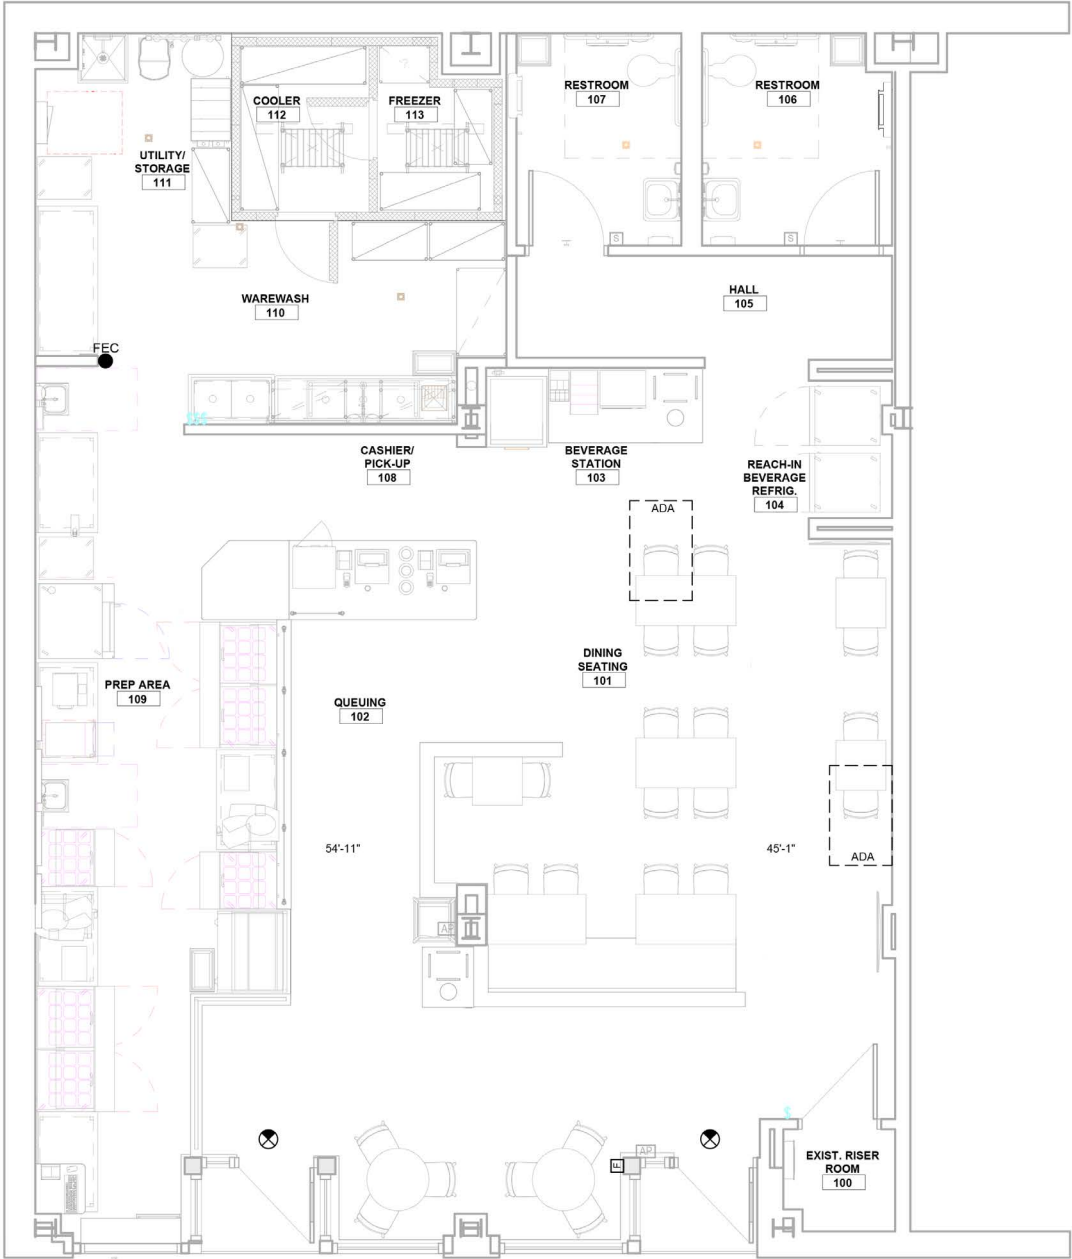 COOLER
112
FREEZER
113
RESTROOM
107
RESTROOM
106
UTILITY/
STORAGE
111
S
S
WAREWASH
110
HALL
105
FEC
CASHIER/
PICK-UP
108
BEVERAGE
STATION
103
REACH-IN
BEVERAGE
REFRIG.
104
ADA
DINING
SEATING
101
PREP AREA
109
QUEUING
102
54'-11"
45'-1"
ADA
AP
AP
F
EXIST. RISER
ROOM
100